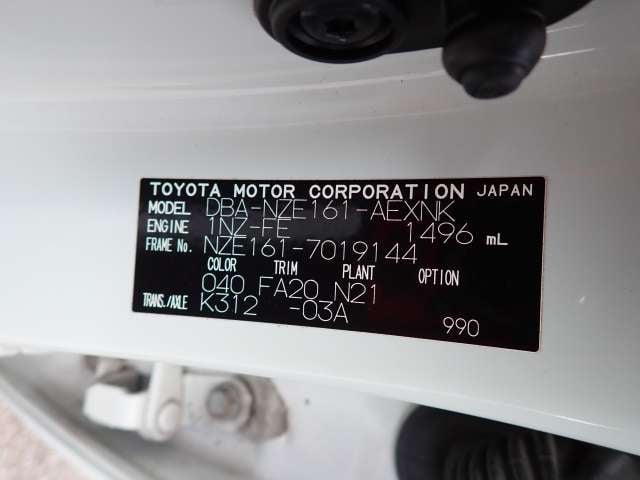 TOYOTA MOTOR CORPORATION JAPAN
MODEL DBA-NZE161-AEXNK
ENGINE 1NZ-FE 1496 mL
FRAME No. NZE161-7019144
COLOR TRIM PLANT OPTION
040 FA20 N21
TRANS./AXLE K312 -03A
990